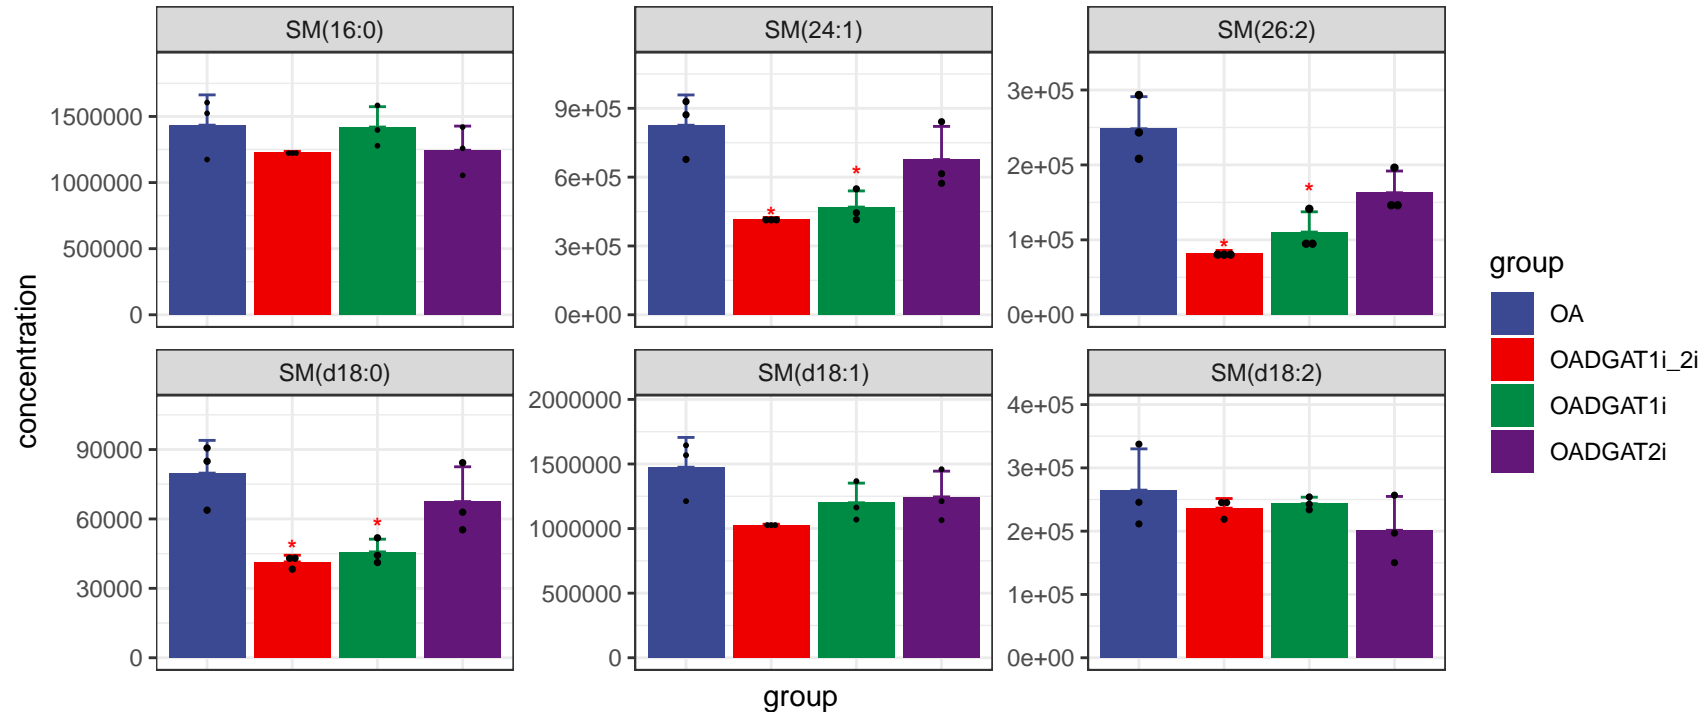 SM(16:0)
SM(24:1)
SM(26:2)
1500000
1000000
500000
0
9e+05
6e+05
3e+05
0e+00
3e+05
2e+05
1e+05
0e+00
*
*
*
*
SM(d18:0)
SM(d18:1)
SM(d18:2)
90000
60000
30000
0
2000000
1500000
1000000
500000
0
4e+05
3e+05
2e+05
1e+05
0e+00
*
*
concentration
group
group
OA
OADGAT1i_2i
OADGAT1i
OADGAT2i